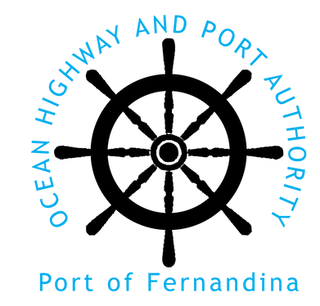 OCEAN HIGHWAY AND PORT AUTHORITY
Port of Fernandina